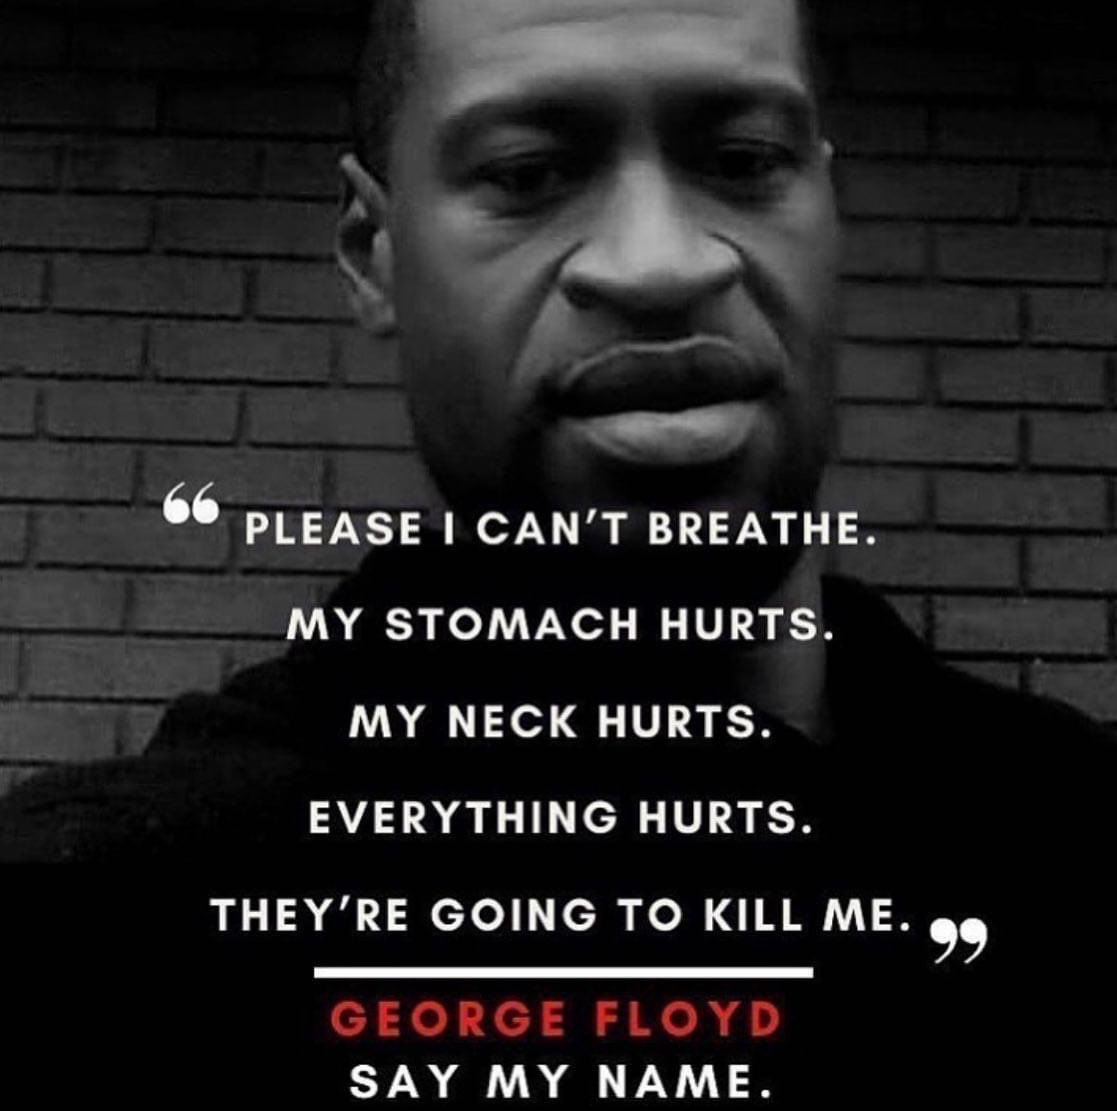 “ PLEASE I CAN’T BREATHE.
MY STOMACH HURTS.
MY NECK HURTS.
EVERYTHING HURTS.
THEY’RE GOING TO KILL ME. ”
GEORGE FLOYD
SAY MY NAME.